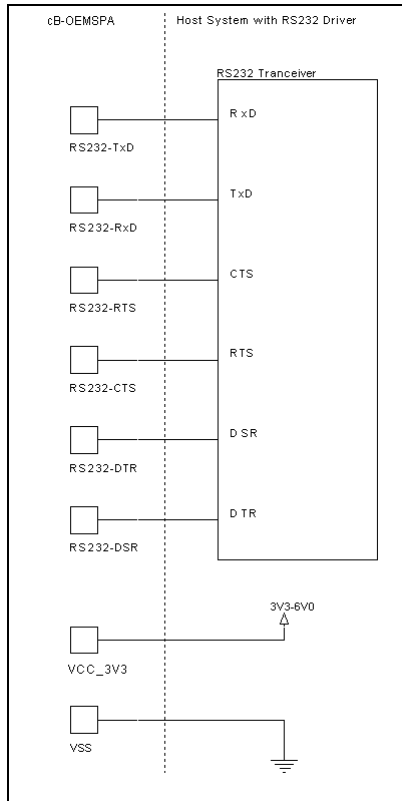 cB-OEMSPA
Host System with RS232 Driver
RS232 Tranceiver
RxD
RS232-TxD
TxD
RS232-RxD
CTS
RS232-RTS
RTS
RS232-CTS
DSR
RS232-DTR
DTR
RS232-DSR
3V3-6V0
VCC_3V3
VSS